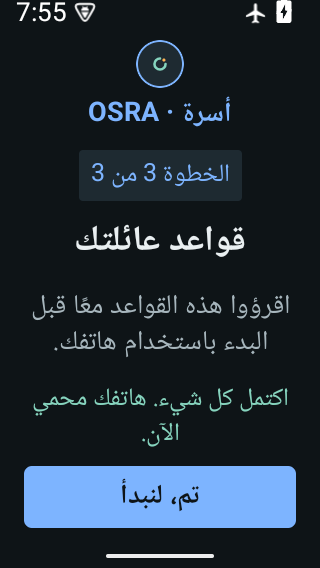 7:55
أسرة · OSRA
الخطوة 3 من 3
قواعد عائلتك
اقرؤوا هذه القواعد معًا قبل
البدء باستخدام هاتفك.
اكتمل كل شيء. هاتفك محمي
الآن.
تم، لنبدأ